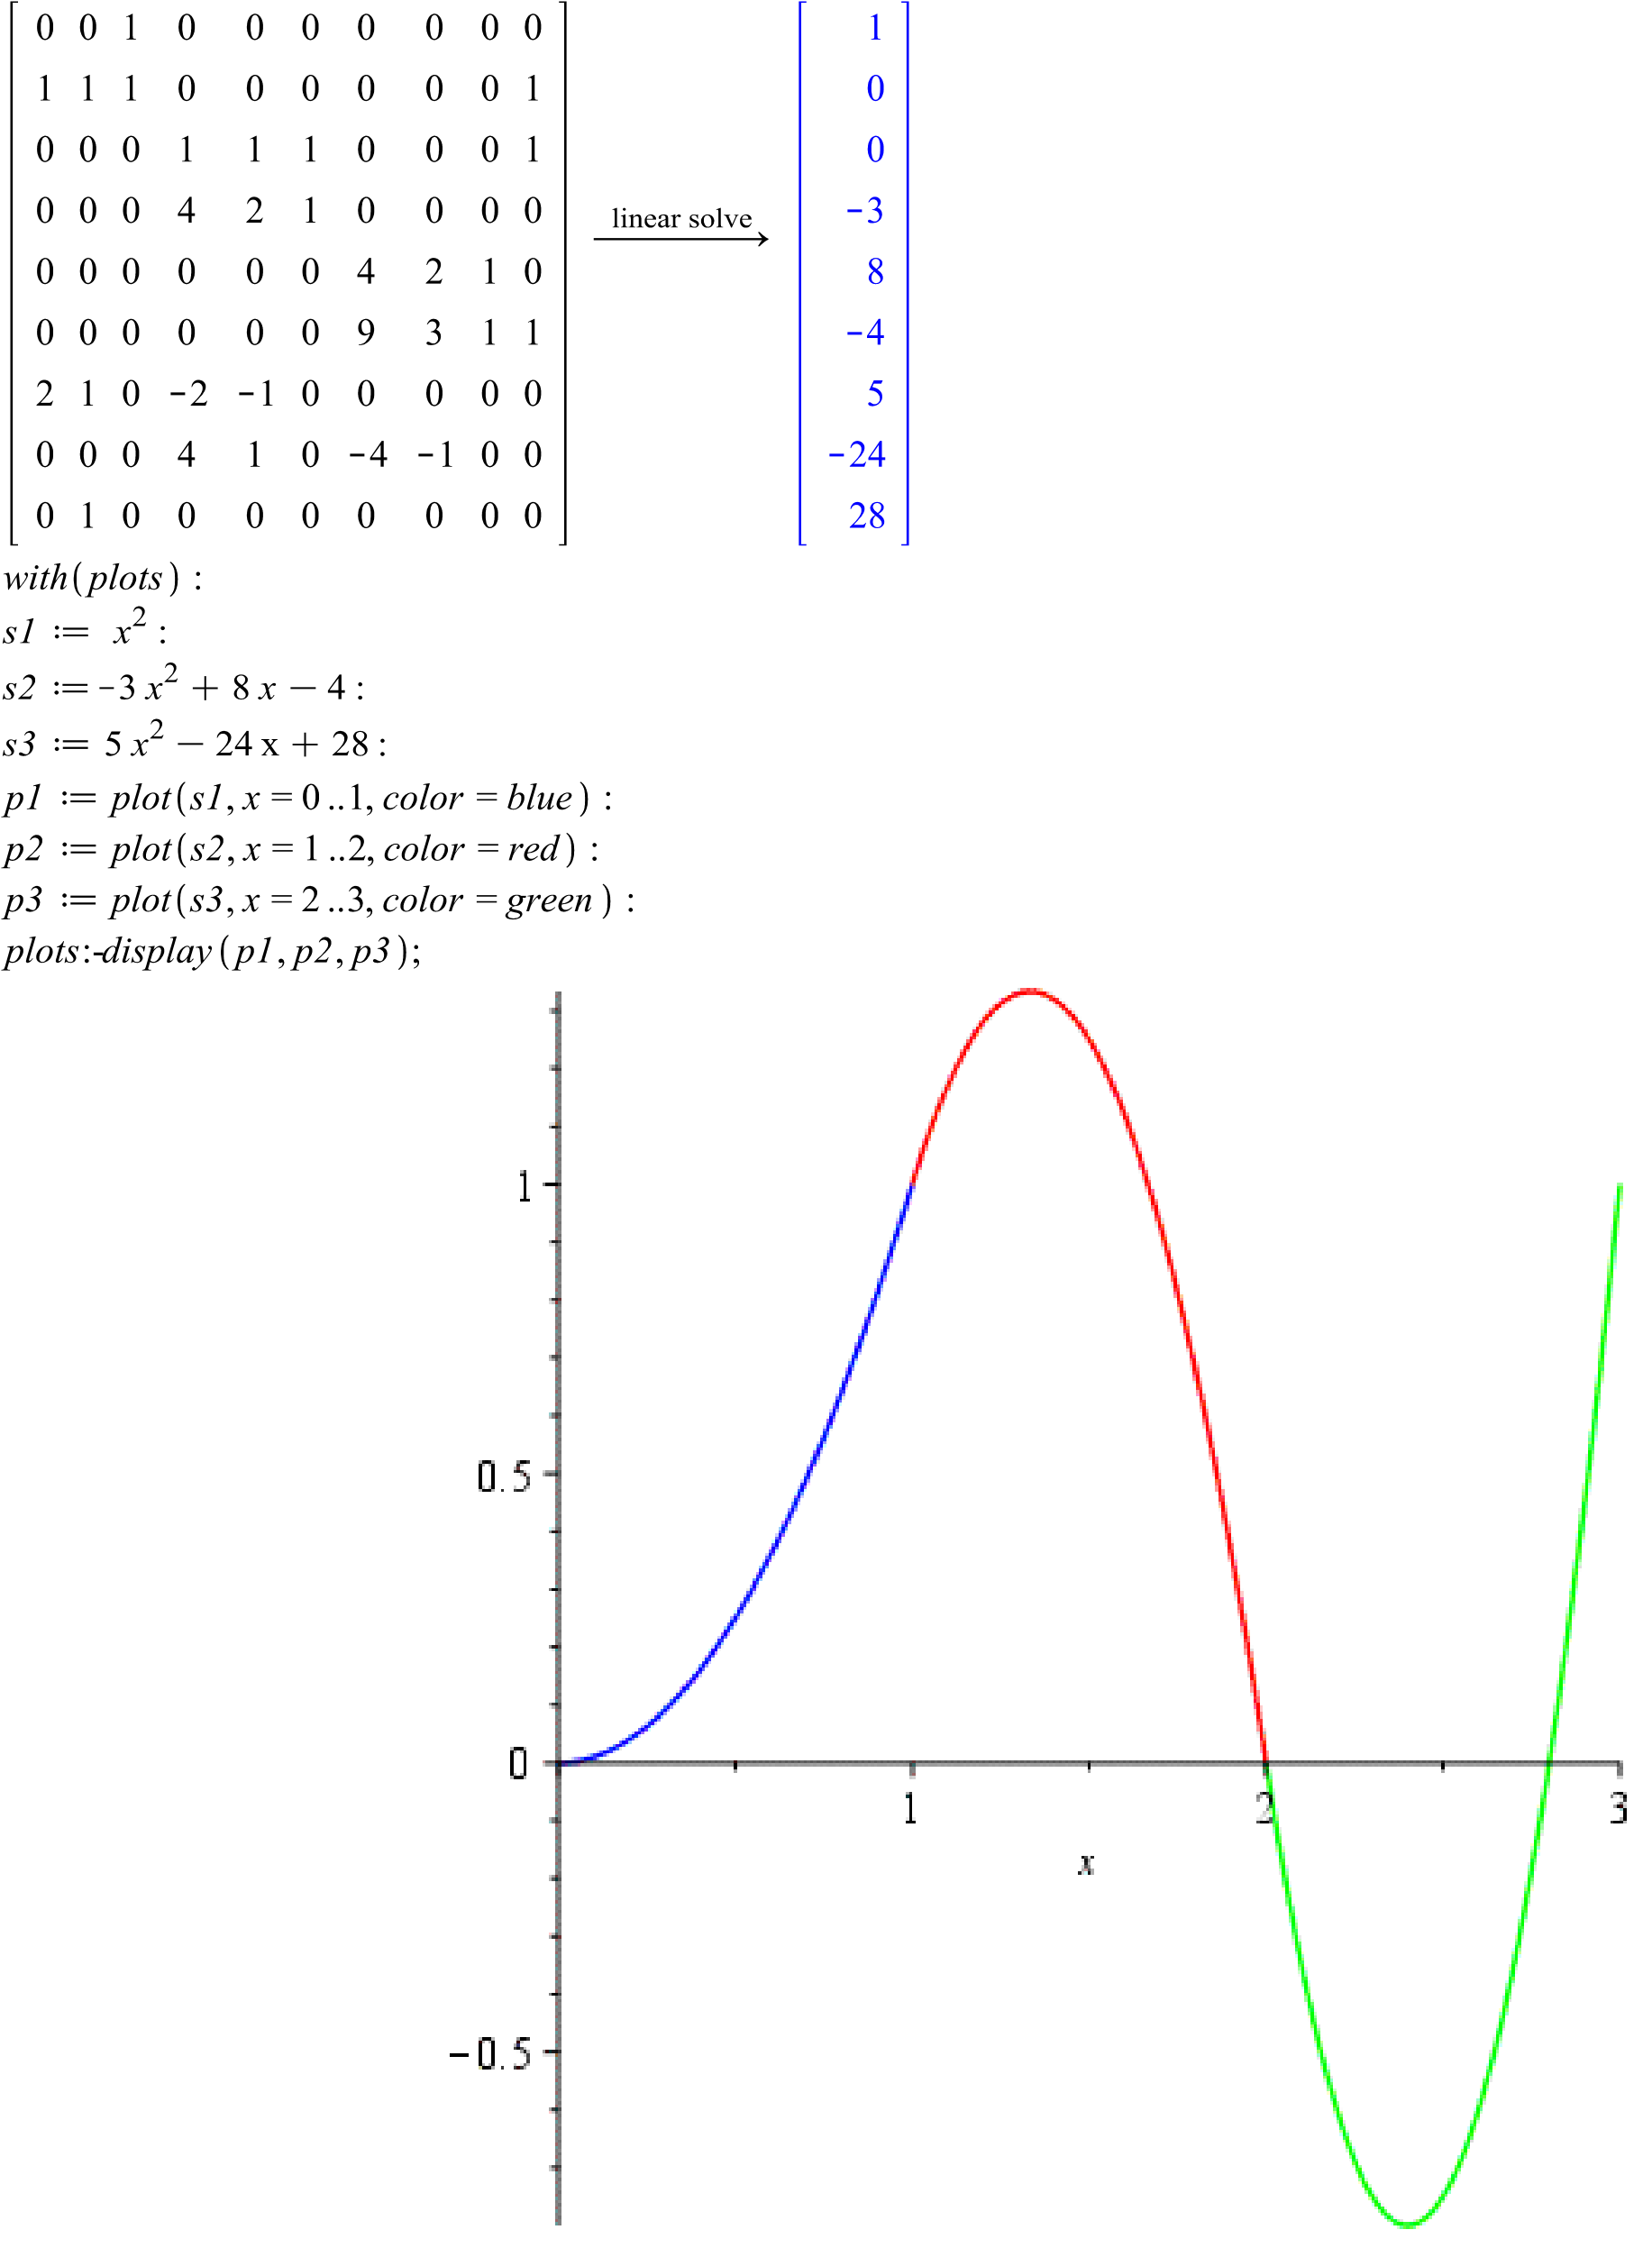 0 0 1 0 0 0 0 0 0 0
1 1 1 0 0 0 0 0 0 1
0 0 0 1 1 1 0 0 0 1
0 0 0 4 2 1 0 0 0 0
0 0 0 0 0 0 4 2 1 0
0 0 0 0 0 0 9 3 1 1
2 1 0 -2 -1 0 0 0 0 0
0 0 0 4 1 0 -4 -1 0 0
0 1 0 0 0 0 0 0 0 0
linear solve
1
0
0
-3
8
-4
5
-24
28
with(plots) :
s1 := x² :
s2 := -3 x² + 8 x − 4 :
s3 := 5 x² − 24 x + 28 :
p1 := plot(s1, x = 0 ..1, color = blue) :
p2 := plot(s2, x = 1 ..2, color = red) :
p3 := plot(s3, x = 2 ..3, color = green) :
plots:-display(p1, p2, p3);
1
0.5
0
-0.5
1 2 3
x